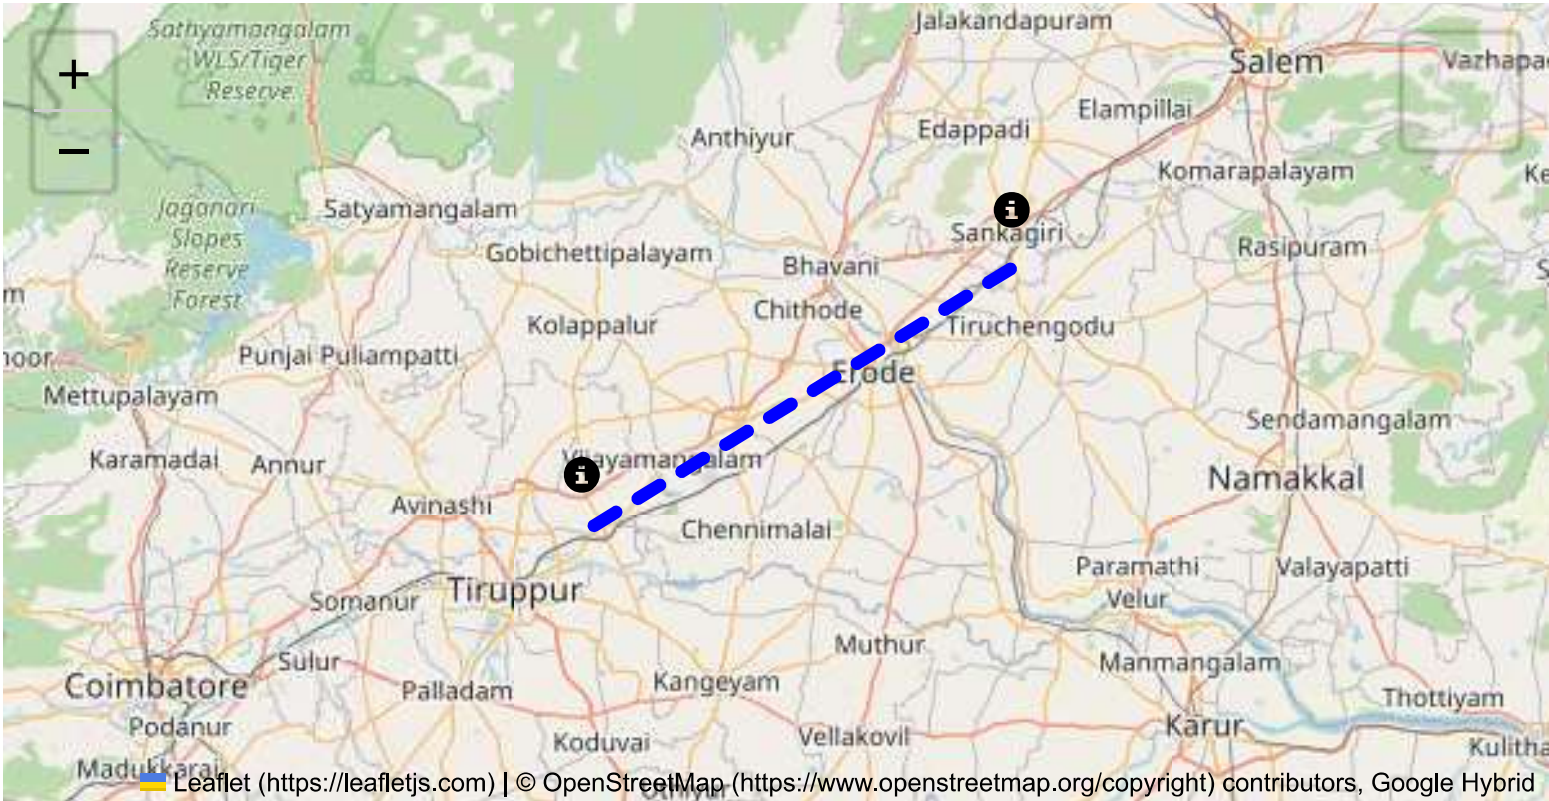 Jalakandapuram
Sathyamangalam
WLS/Tiger
Reserve
+
−
Salem
Elampillai
Edappadi
Anthiyur
Komarapalayam
Satyamangalam
Jaganari
Slopes
Reserve
Forest
i
Sankagiri
Gobichettipalayam
Bhavani
Rasipuram
Chithode
Kolappalur
Tiruchengodu
Punjai Puliampatti
Erode
Mettupalayam
Sendamangalam
Karamadai
Annur
Vijayamangalam
i
Namakkal
Avinashi
Chennimalai
Paramathi
Velur
Valayapatti
Tiruppur
Somanur
Muthur
Sulur
Manmangalam
Coimbatore
Palladam
Kangeyam
Thottiyam
Podanur
Koduvai
Vellakovil
Karur
Madukkarai
Leaflet (https://leafletjs.com) | © OpenStreetMap (https://www.openstreetmap.org/copyright) contributors, Google Hybrid